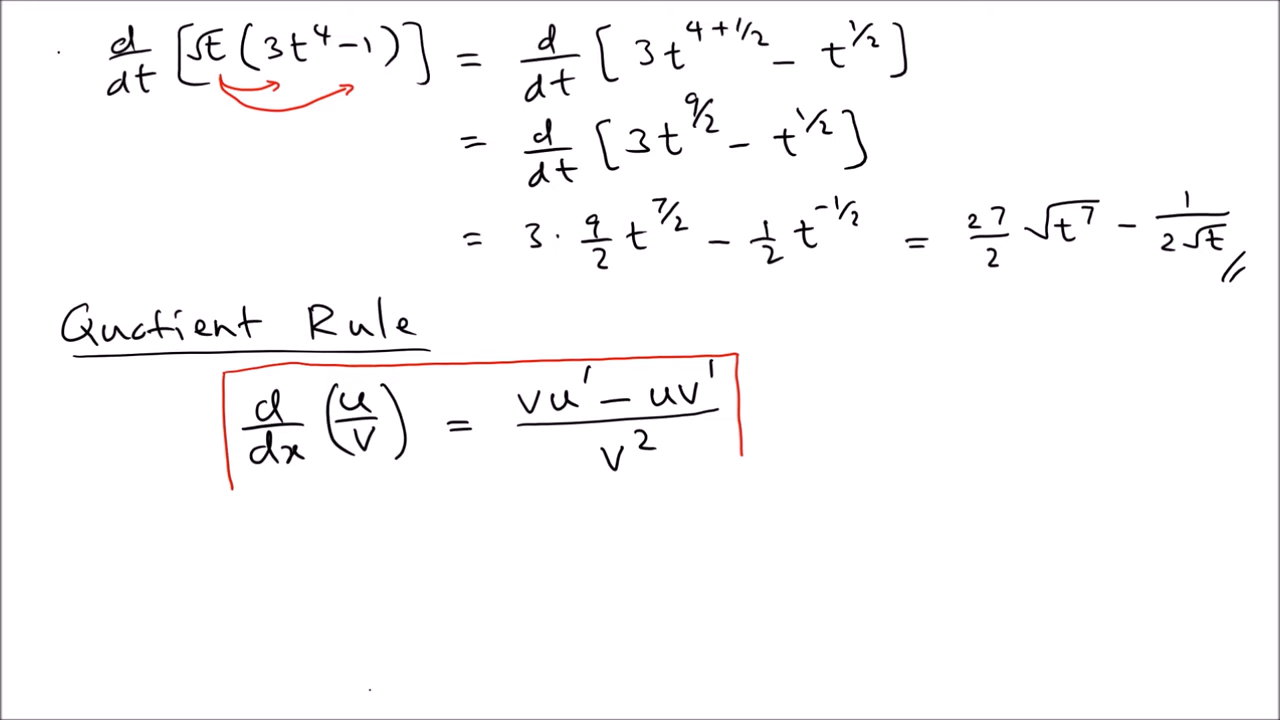 d/dt [√t (3t⁴ - 1)] = d/dt [3t^(4+1/2) - t^(1/2)]
= d/dt [3t^(9/2) - t^(1/2)]
= 3 · 9/2 t^(7/2) - 1/2 t^(-1/2) = 27/2 √(t⁷) - 1/(2√t) //
Quotient Rule
d/dx (u/v) = (vu' - uv')/v²